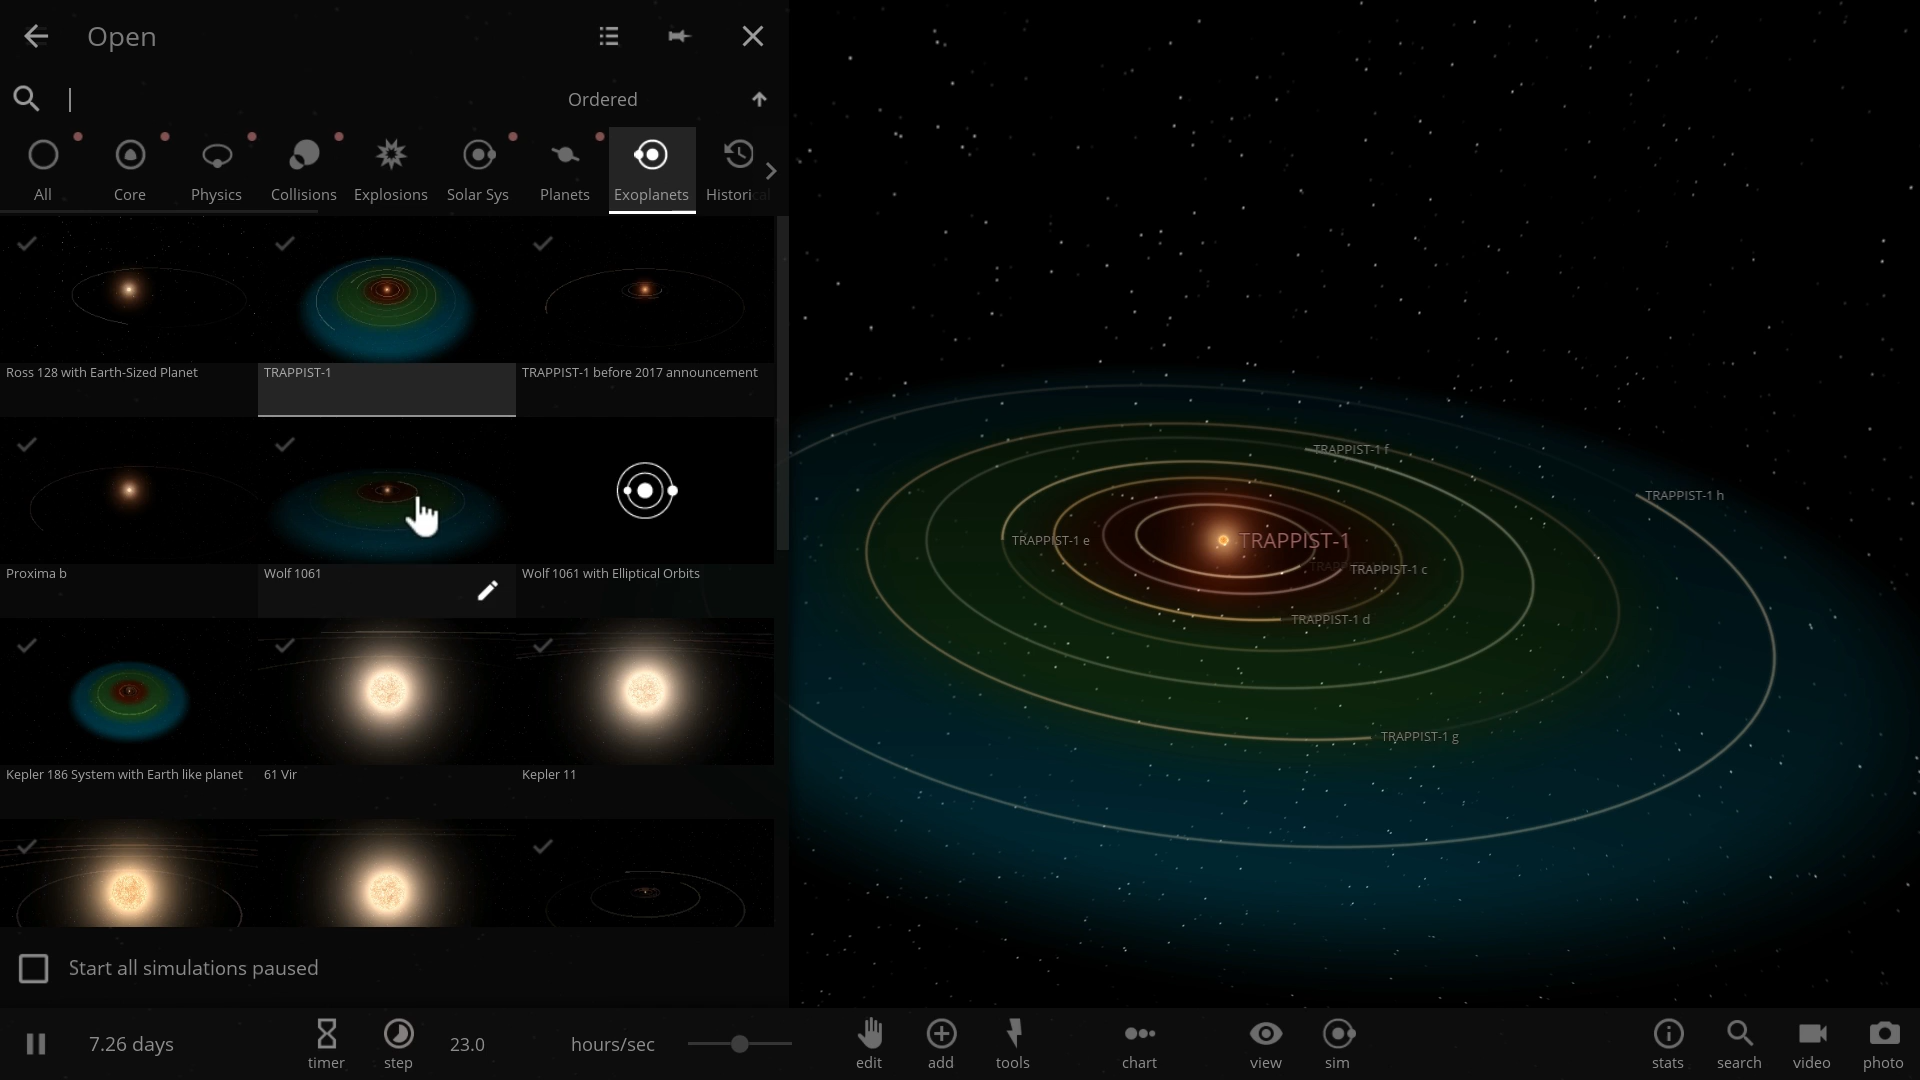 Open
Ordered
All
Core
Physics
Collisions
Explosions
Solar Sys
Planets
Exoplanets
Historical
Ross 128 with Earth-Sized Planet
TRAPPIST-1
TRAPPIST-1 before 2017 announcement
Proxima b
Wolf 1061
Wolf 1061 with Elliptical Orbits
Kepler 186 System with Earth like planet
61 Vir
Kepler 11
Start all simulations paused
TRAPPIST-1 f
TRAPPIST-1 h
TRAPPIST-1 e
TRAPPIST-1
TRAPPIST-1 c
TRAPPIST-1 d
TRAPPIST-1 g
7.26 days
timer
step
23.0
hours/sec
edit
add
tools
chart
view
sim
stats
search
video
photo